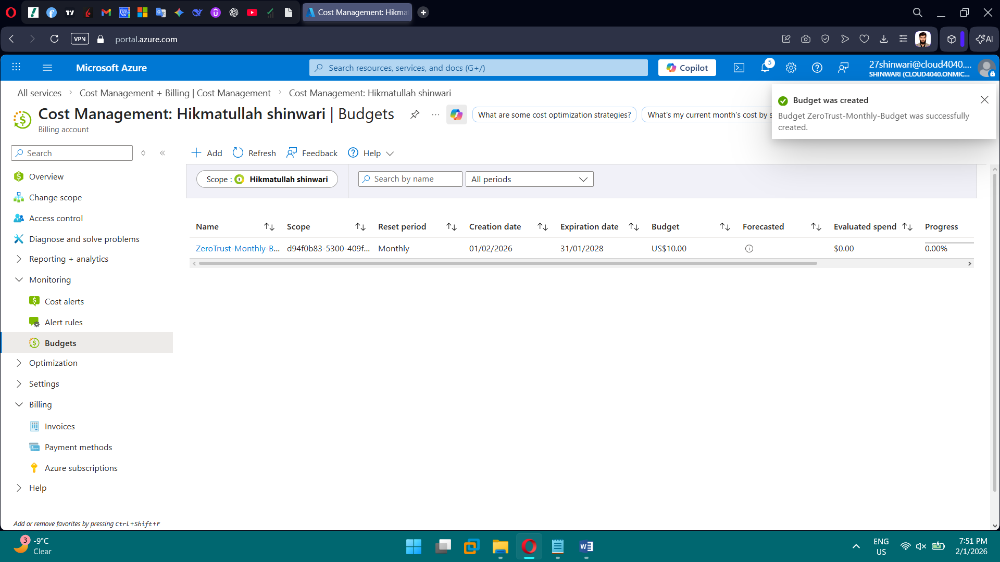 Cost Management: Hikma
VPN
portal.azure.com
AI
Microsoft Azure
Search resources, services, and docs (G+/)
Copilot
5
27shinwari@cloud4040....
SHINWARI (CLOUD4040.ONMIC...
All services > Cost Management + Billing | Cost Management > Cost Management: Hikmatullah shinwari
Cost Management: Hikmatullah shinwari | Budgets
...
What are some cost optimization strategies?
What's my current month's cost by s
Billing account
Budget was created
Budget ZeroTrust-Monthly-Budget was successfully
created.
Search
Add
Refresh
Feedback
Help
Scope : Hikmatullah shinwari
Search by name
All periods
Overview
Change scope
Access control
Diagnose and solve problems
Reporting + analytics
Monitoring
Cost alerts
Alert rules
Budgets
Optimization
Settings
Billing
Invoices
Payment methods
Azure subscriptions
Help
Add or remove favorites by pressing Ctrl+Shift+F
Name Scope Reset period Creation date Expiration date Budget Forecasted Evaluated spend Progress
ZeroTrust-Monthly-B... d94f0b83-5300-409f... Monthly 01/02/2026 31/01/2028 US$10.00 $0.00 0.00%
3
-9°C
Clear
ENG
US
7:51 PM
2/1/2026